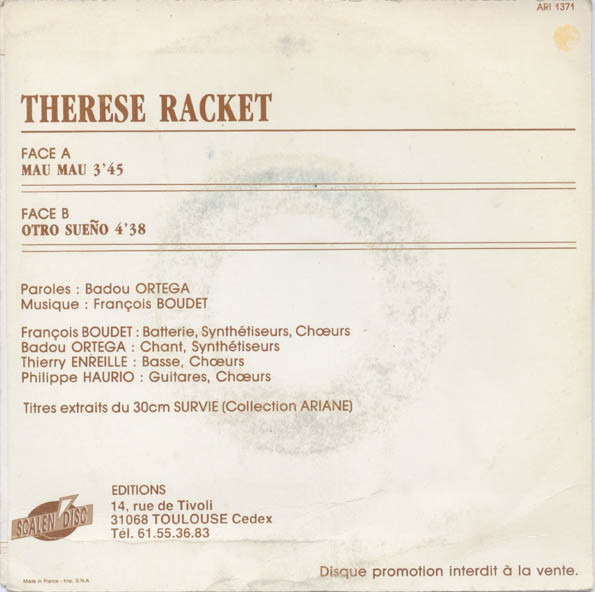 ARI 1371
THERESE RACKET
FACE A
MAU MAU 3'45
FACE B
OTRO SUEÑO 4'38
Paroles : Badou ORTEGA
Musique : François BOUDET
François BOUDET : Batterie, Synthétiseurs, Chœurs
Badou ORTEGA : Chant, Synthétiseurs
Thierry ENREILLE : Basse, Chœurs
Philippe HAURIO : Guitares, Chœurs
Titres extraits du 30cm SURVIE (Collection ARIANE)
SCALEN' DISC
EDITIONS
14, rue de Tivoli
31068 TOULOUSE Cedex
Tél. 61.55.36.83
Made in France - Imp. S.N.A.
Disque promotion interdit à la vente.